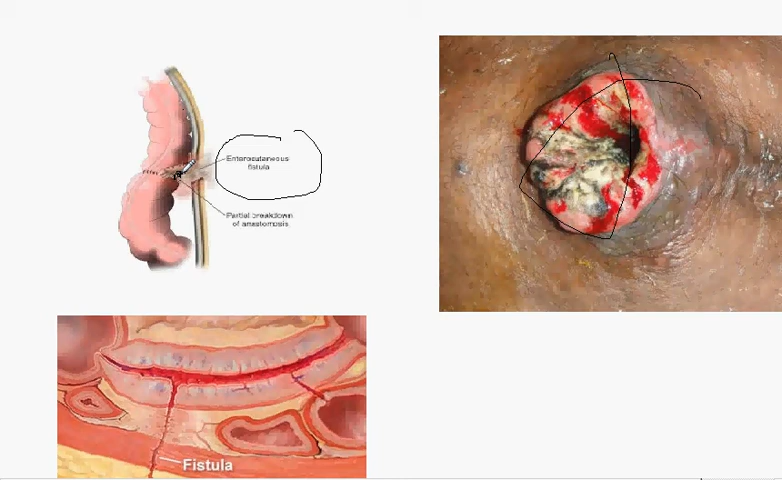 Enterocutaneous
fistula
Partial breakdown
of anastomosis
Fistula